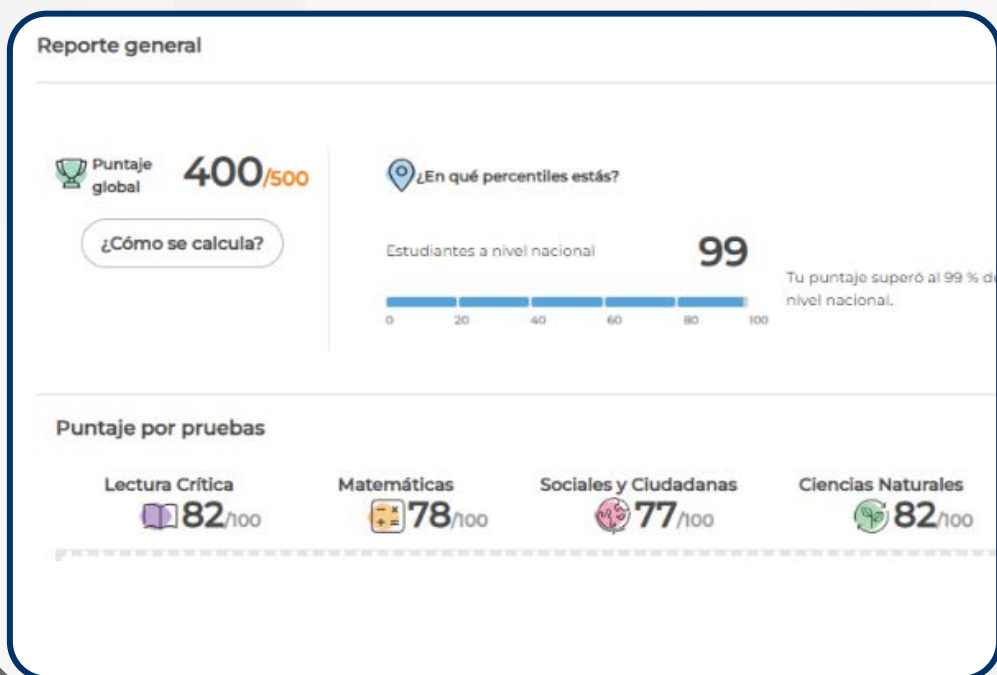 Reporte general
Puntaje global 400/500
¿Cómo se calcula?
¿En qué percentiles estás?
Estudiantes a nivel nacional 99
Tu puntaje superó al 99 % de
nivel nacional.
0 20 40 60 80 100
Puntaje por pruebas
Lectura Crítica Matemáticas Sociales y Ciudadanas Ciencias Naturales
82/100 78/100 77/100 82/100